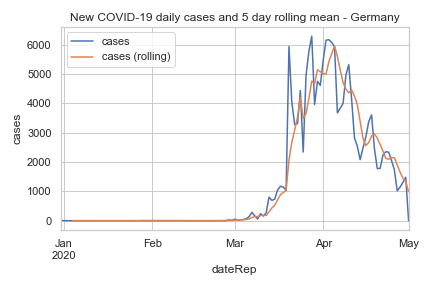 New COVID-19 daily cases and 5 day rolling mean - Germany
cases
cases (rolling)
6000
5000
4000
3000
2000
1000
0
cases
Jan
2020
Feb
Mar
Apr
May
dateRep